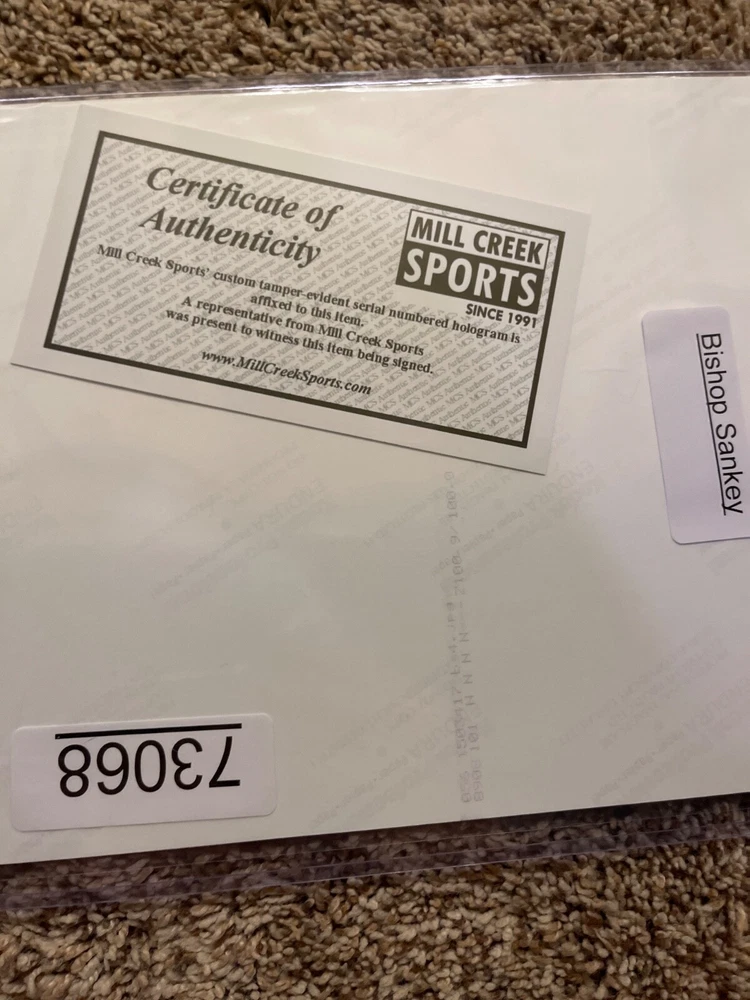 Certificate of
Authenticity
MILL CREEK
SPORTS
SINCE 1991
Mill Creek Sports' custom tamper-evident serial numbered hologram is
affixed to this item.
A representative from Mill Creek Sports
was present to witness this item being signed.
www.MillCreekSports.com
Bishop Sankey
73068